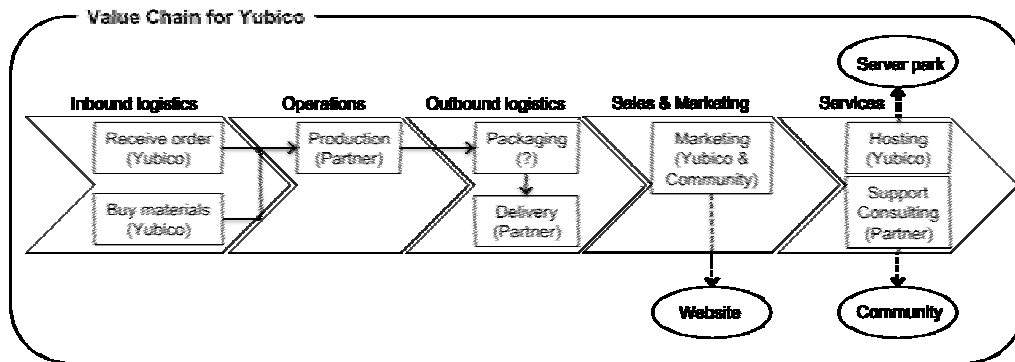 Value Chain for Yubico
Server park
Inbound logistics
Operations
Outbound logistics
Sales & Marketing
Services
Receive order
(Yubico)
Production
(Partner)
Packaging
(?)
Marketing
(Yubico &
Community)
Hosting
(Yubico)
Buy materials
(Yubico)
Delivery
(Partner)
Support
Consulting
(Partner)
Website
Community